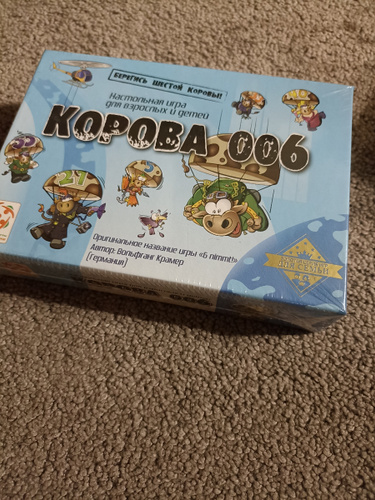 БЕРЕГИСЬ ШЕСТОЙ КОРОВЫ!
Настольная игра
для взрослых и детей
КОРОВА 006
Оригинальное название игры «6 nimmt!»
Автор: Вольфганг Крамер
(Германия)
006